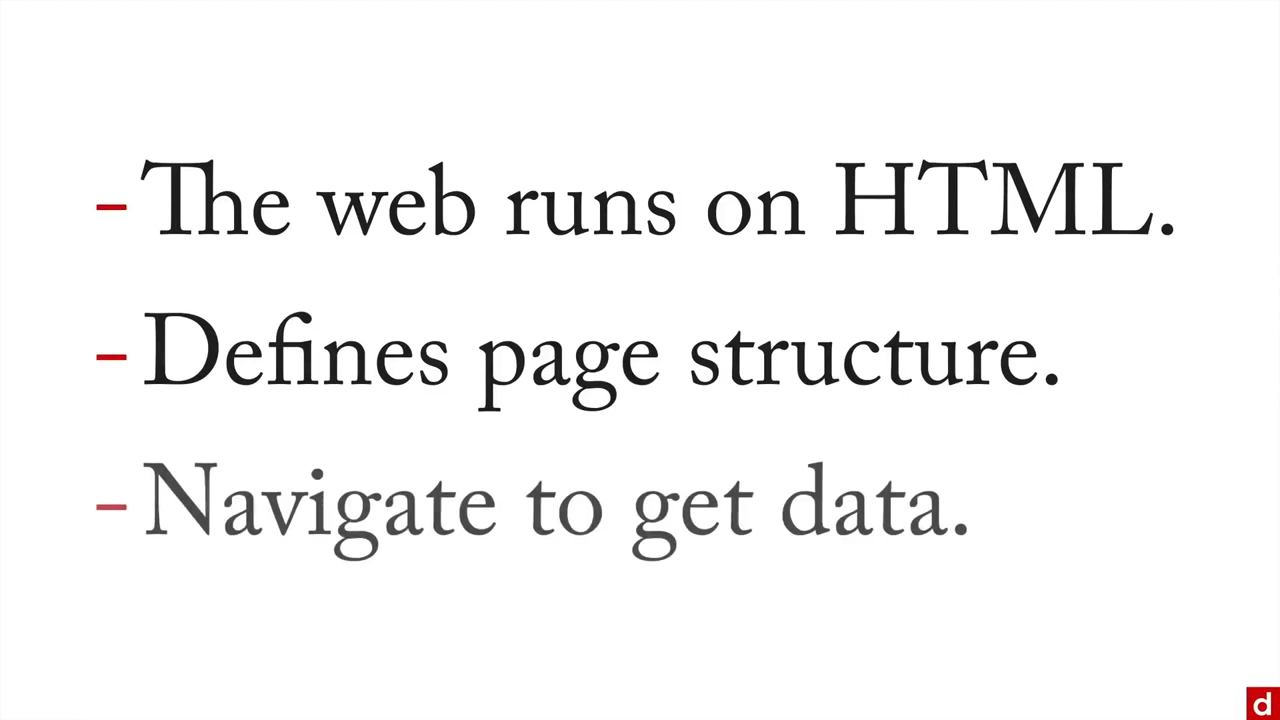 - The web runs on HTML.
- Defines page structure.
- Navigate to get data.
d